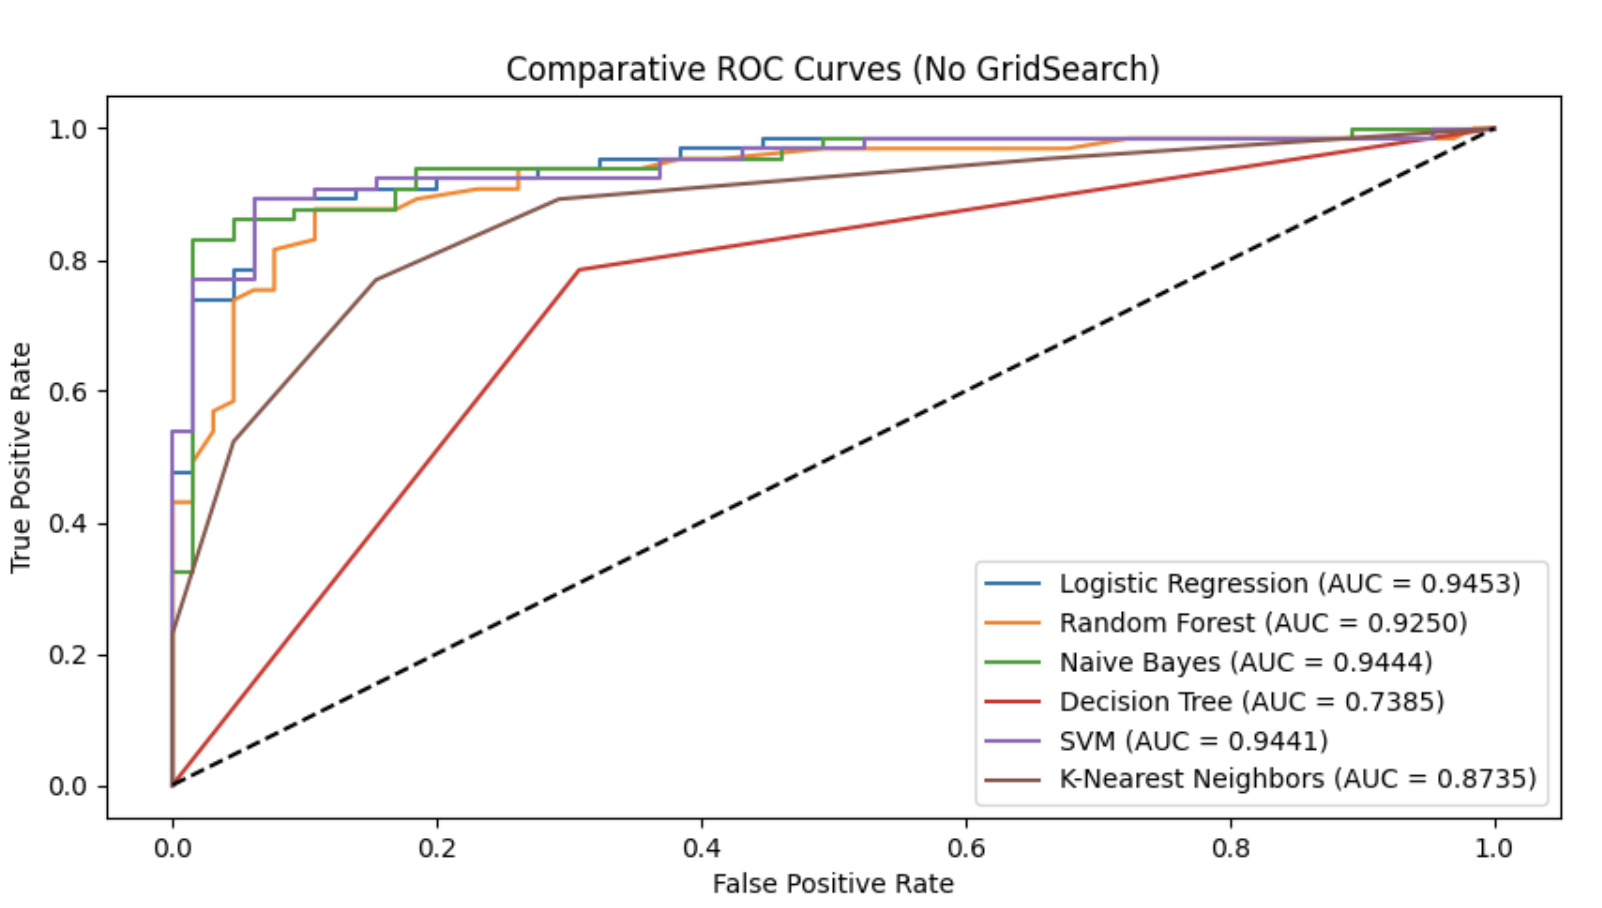 Comparative ROC Curves (No GridSearch)
True Positive Rate
1.0
0.8
0.6
0.4
0.2
0.0
0.0 0.2 0.4 0.6 0.8 1.0
False Positive Rate
Logistic Regression (AUC = 0.9453)
Random Forest (AUC = 0.9250)
Naive Bayes (AUC = 0.9444)
Decision Tree (AUC = 0.7385)
SVM (AUC = 0.9441)
K-Nearest Neighbors (AUC = 0.8735)